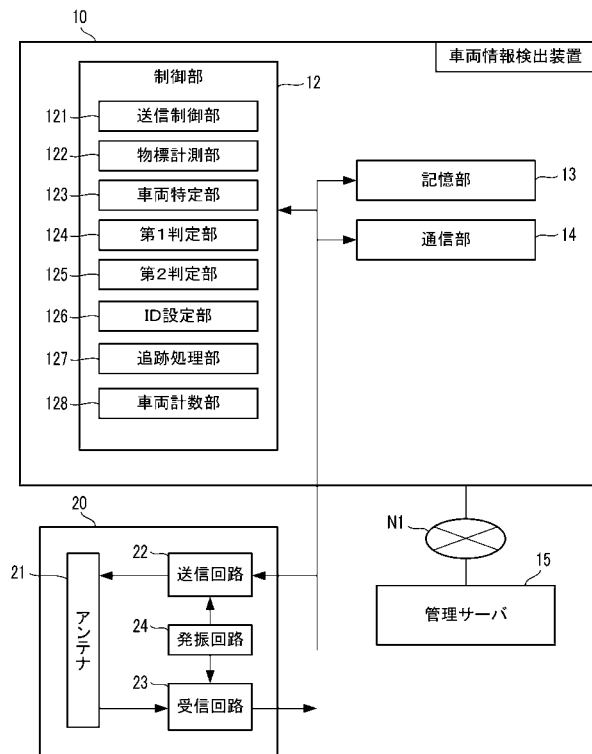 10
車両情報検出装置
制御部
12
121
送信制御部
122
物標計測部
123
車両特定部
124
第1判定部
125
第2判定部
126
ID設定部
127
追跡処理部
128
車両計数部
記憶部
13
通信部
14
20
21
アンテナ
22
送信回路
24
発振回路
23
受信回路
N1
15
管理サーバ